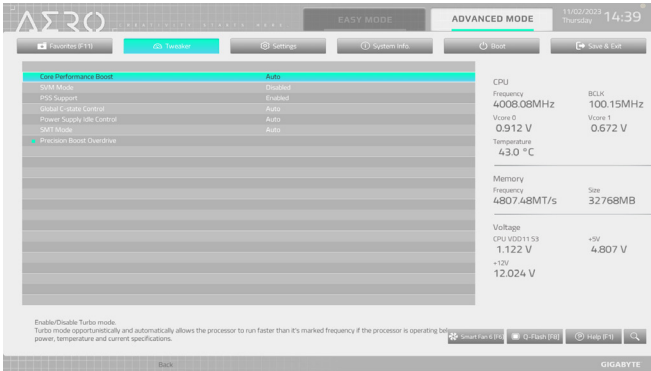 AERO
CREATIVITY STARTS HERE.
EASY MODE
ADVANCED MODE
11/02/2023
Thursday
14:39
Favorites (F11)
Tweaker
Settings
System Info.
Boot
Save & Exit
Core Performance Boost Auto
SVM Mode Disabled
PSS Support Enabled
Global C-state Control Auto
Power Supply Idle Control Auto
SMT Mode Auto
Precision Boost Overdrive
CPU
Frequency BCLK
4008.08MHz 100.15MHz
Vcore 0 Vcore 1
0.912 V 0.672 V
Temperature
43.0 °C
Memory
Frequency Size
4807.48MT/s 32768MB
Voltage
CPU VDD11 S3 +5V
1.122 V 4.807 V
+12V
12.024 V
Enable/Disable Turbo mode.
Turbo mode opportunistically and automatically allows the processor to run faster than it's marked frequency if the processor is operating
power, temperature and current specifications.
Smart Fan 6 (F6)
Q-Flash (F8)
Help (F1)
Back
GIGABYTE